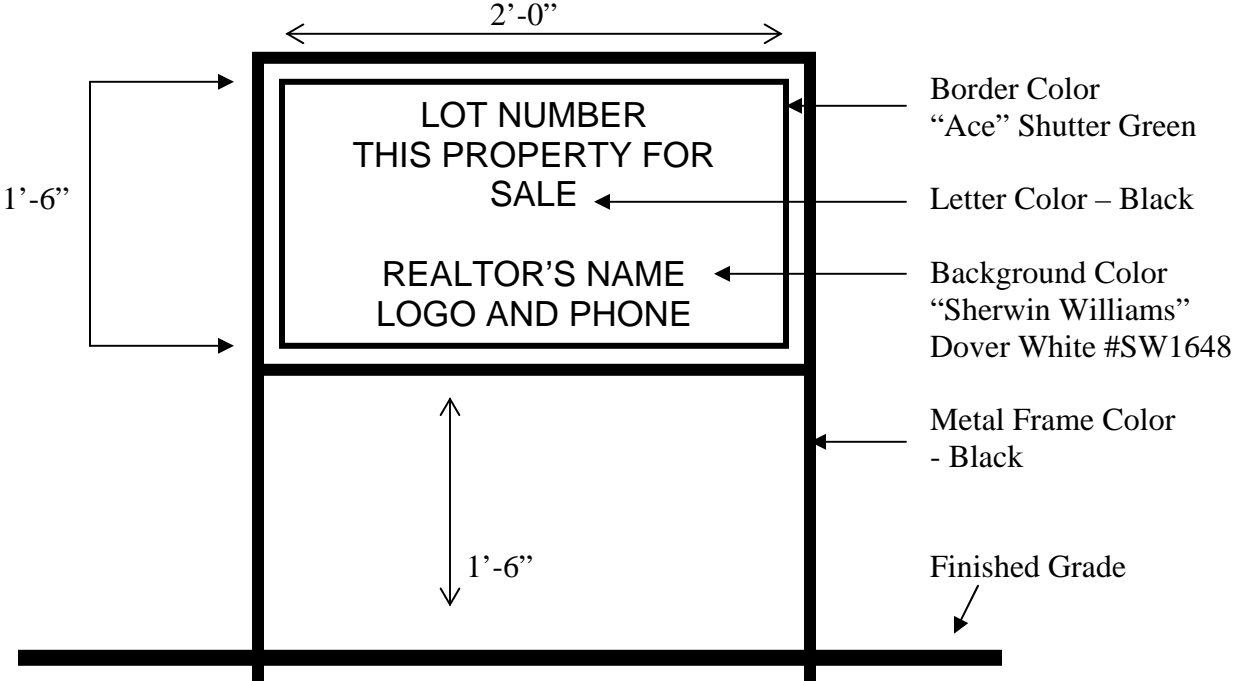 2’-0”
LOT NUMBER
THIS PROPERTY FOR
SALE
REALTOR’S NAME
LOGO AND PHONE
1’-6”
1’-6”
Border Color
“Ace” Shutter Green
Letter Color – Black
Background Color
“Sherwin Williams”
Dover White #SW1648
Metal Frame Color
- Black
Finished Grade